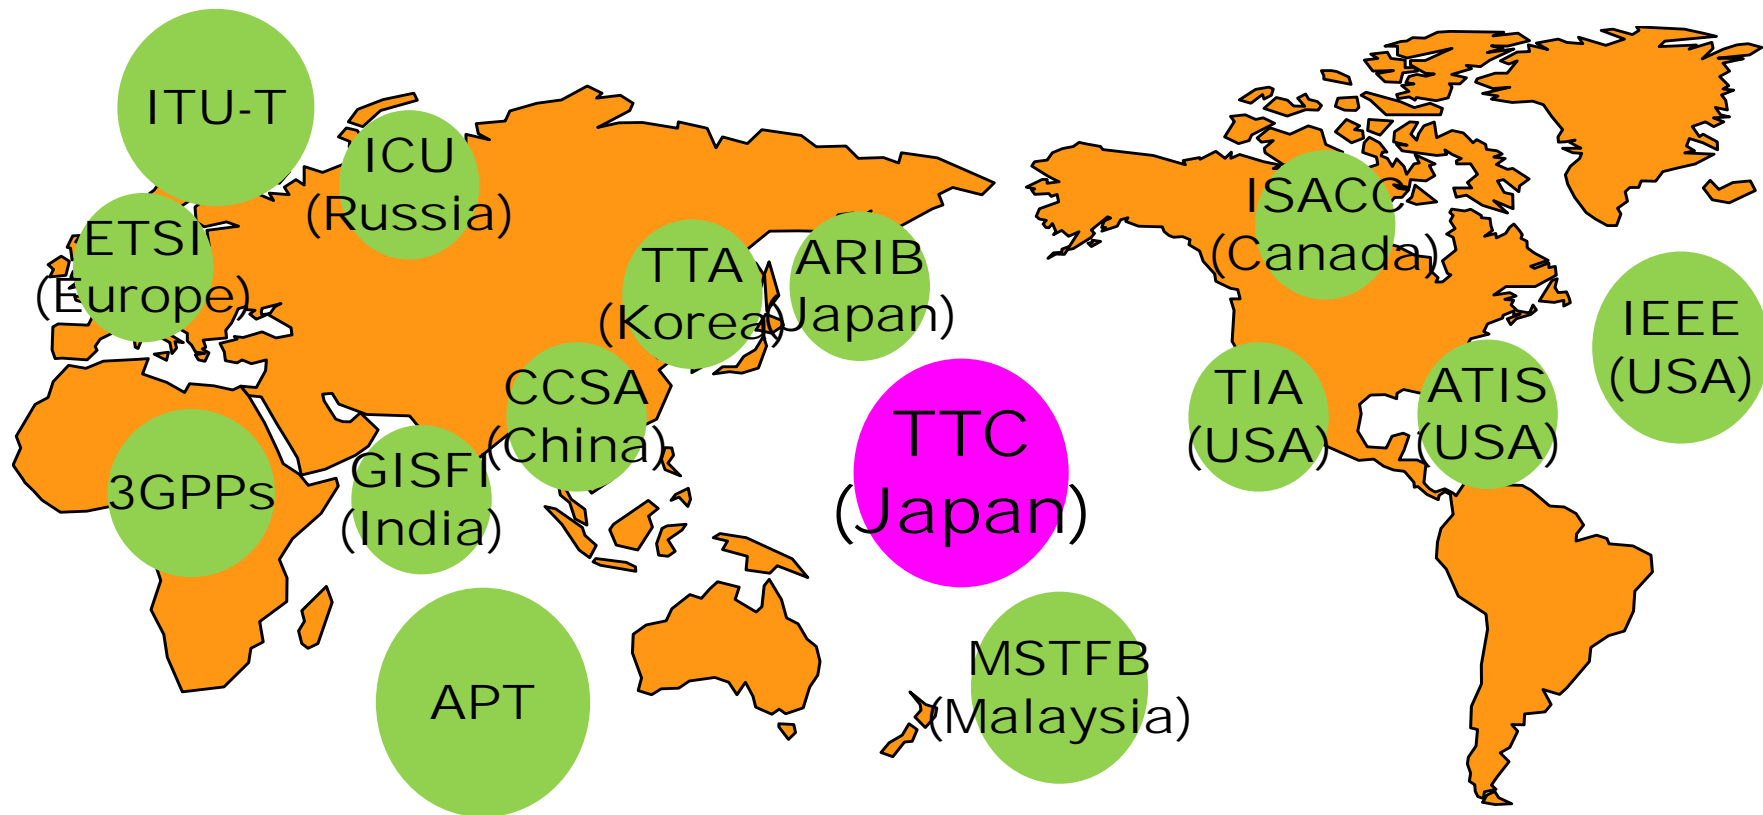 ITU-T
ICU
(Russia)
ETSI
(Europe)
TTA
(Korea)
ARIB
(Japan)
ISACC
(Canada)
IEEE
(USA)
CCSA
(China)
TTC
(Japan)
TIA
(USA)
ATIS
(USA)
3GPPs
GISFI
(India)
APT
MSTFB
(Malaysia)